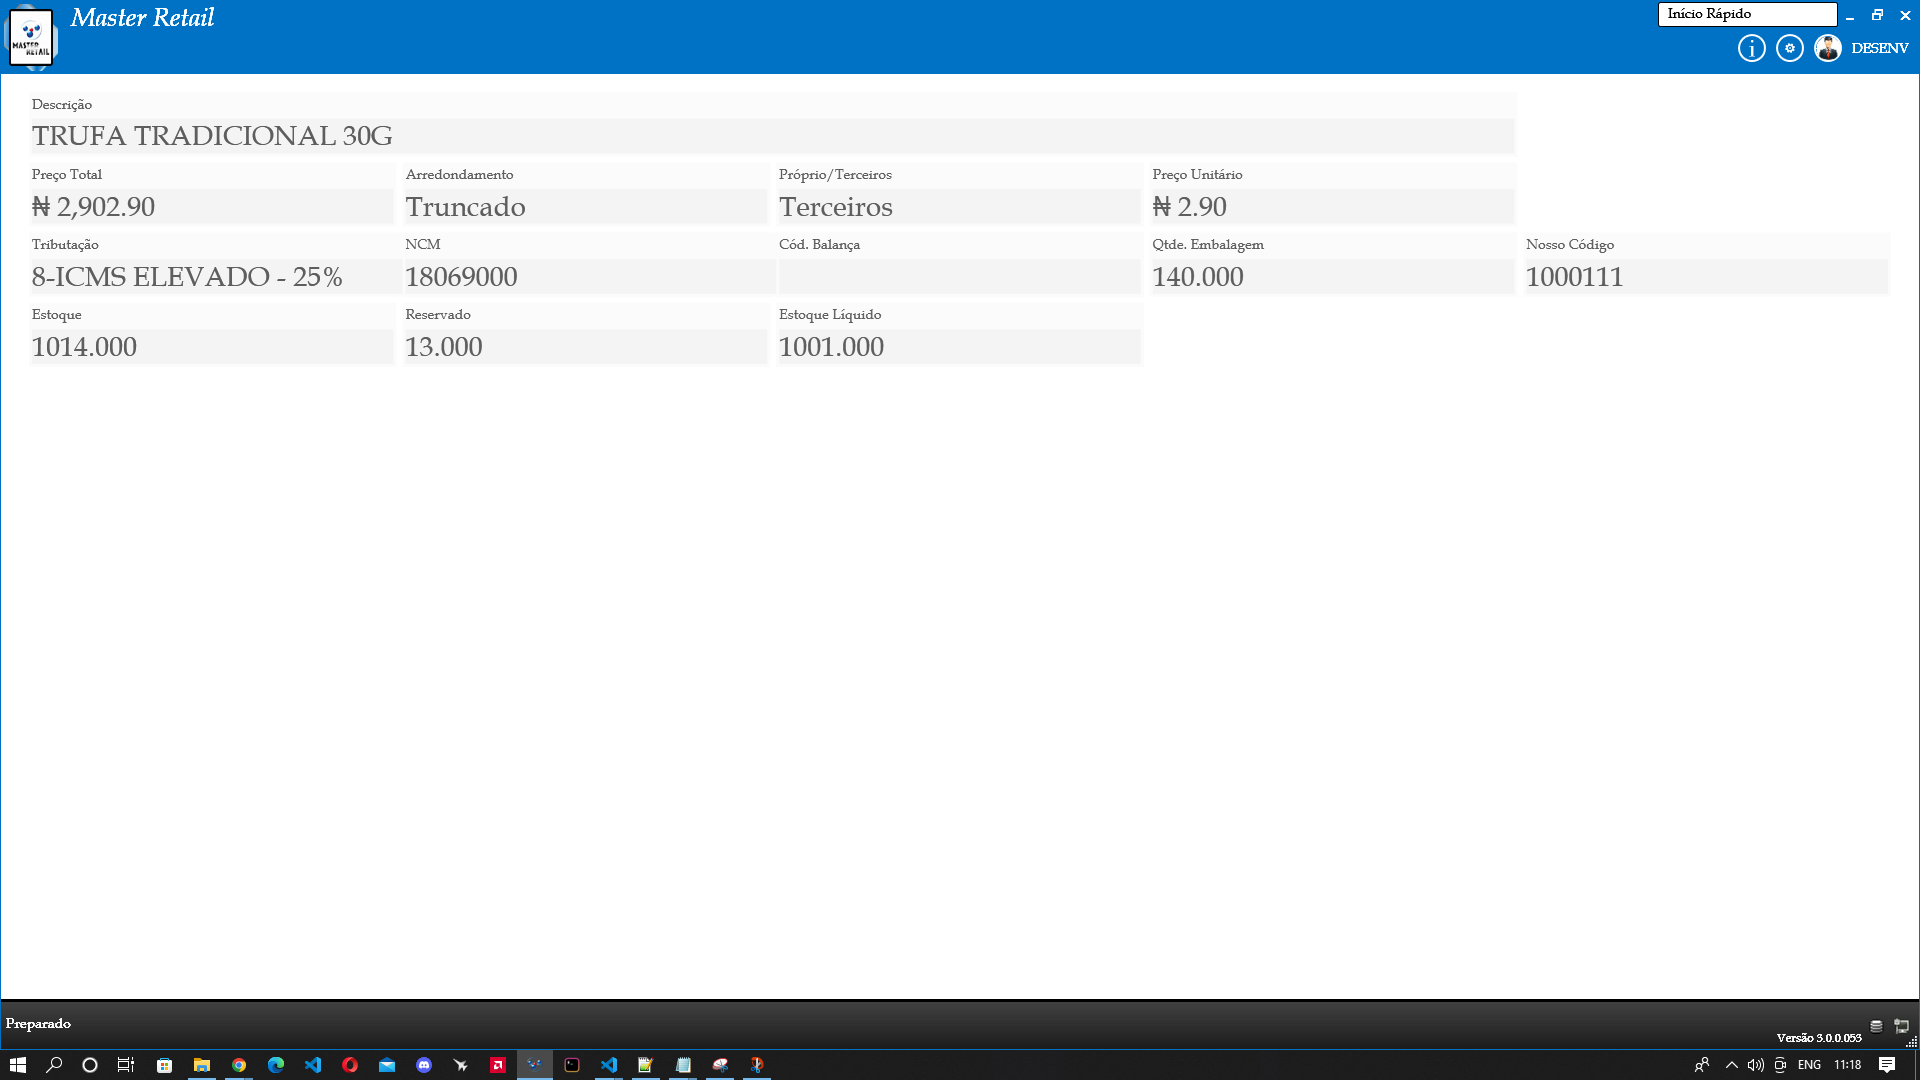 Master Retail
Início Rápido
MASTER
RETAIL
DESENV
Descrição
TRUFA TRADICIONAL 30G
Preço Total
₦ 2,902.90
Arredondamento
Truncado
Próprio/Terceiros
Terceiros
Preço Unitário
₦ 2.90
Tributação
8-ICMS ELEVADO - 25%
NCM
18069000
Cód. Balança
Qtde. Embalagem
140.000
Nosso Código
1000111
Estoque
1014.000
Reservado
13.000
Estoque Líquido
1001.000
Preparado
Versão 3.0.0.053
ENG
11:18